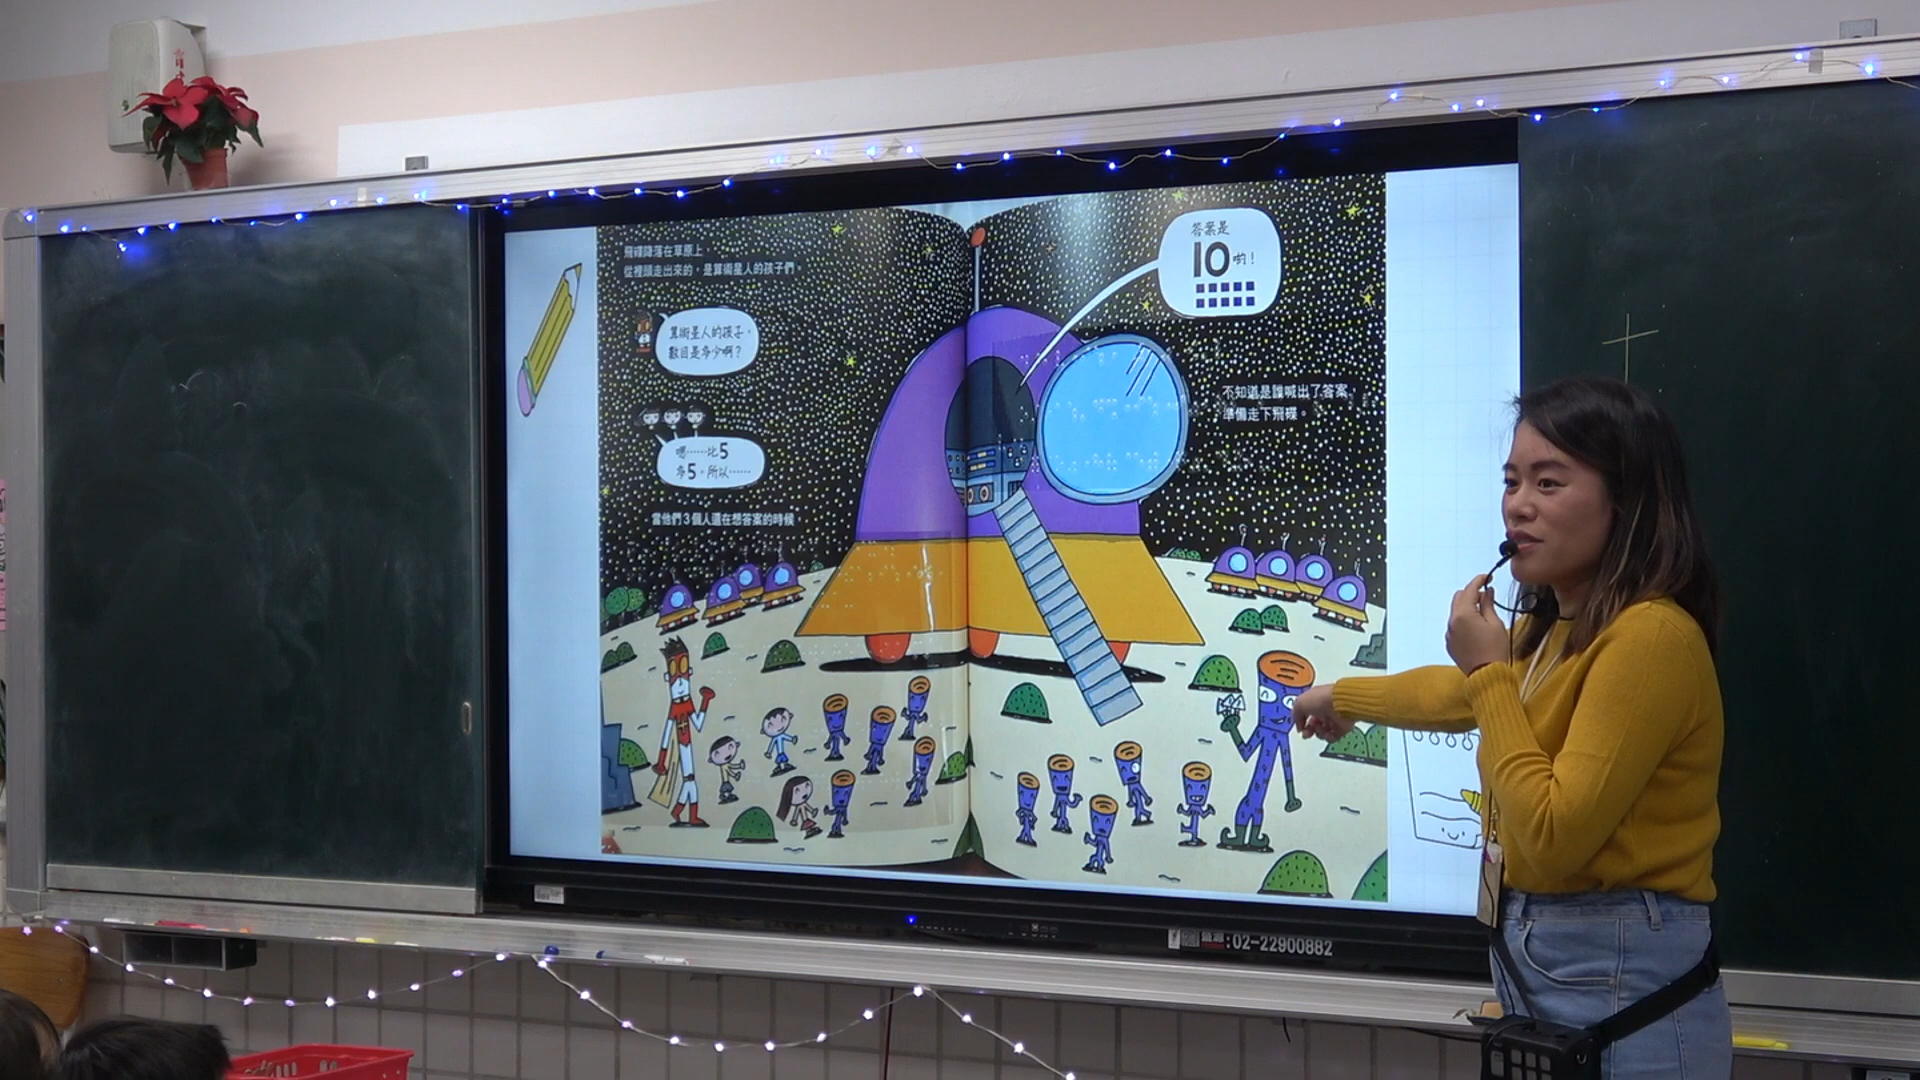 飛碟降落在草原上
從裡頭走出來的，是算術星人的孩子們。
算術星人的孩子，
數目是多少啊？
嗯……比5
多5，所以……
當他們3個人還在想答案的時候，
答案是
10喲！
不知道是誰喊出了答案，
準備走下飛碟。
:02-22900882